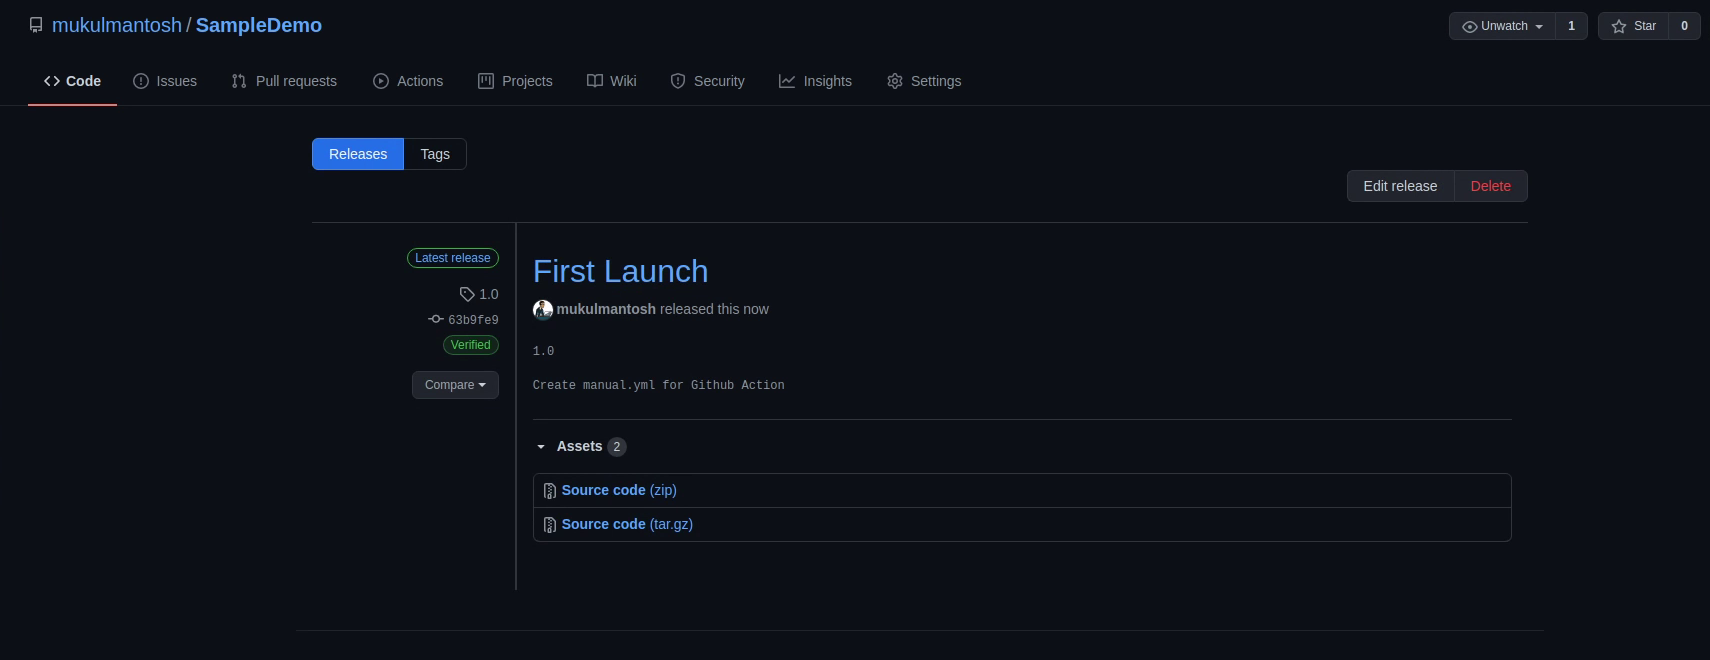 mukulmantosh / SampleDemo
Unwatch 1 Star 0
Code Issues Pull requests Actions Projects Wiki Security Insights Settings
Releases Tags
Edit release Delete
Latest release
1.0
63b9fe9
Verified
Compare
First Launch
mukulmantosh released this now
1.0
Create manual.yml for Github Action
Assets 2
Source code (zip)
Source code (tar.gz)